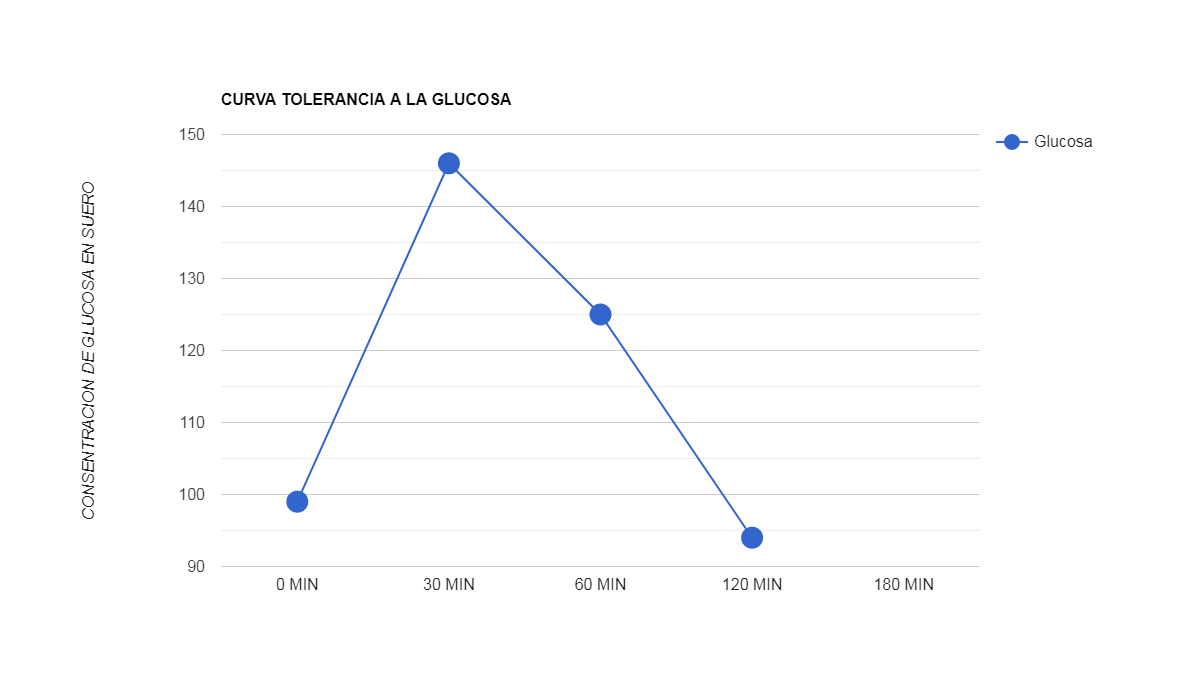 CURVA TOLERANCIA A LA GLUCOSA
150
140
130
120
110
100
90
CONSENTRACION DE GLUCOSA EN SUERO
0 MIN
30 MIN
60 MIN
120 MIN
180 MIN
Glucosa